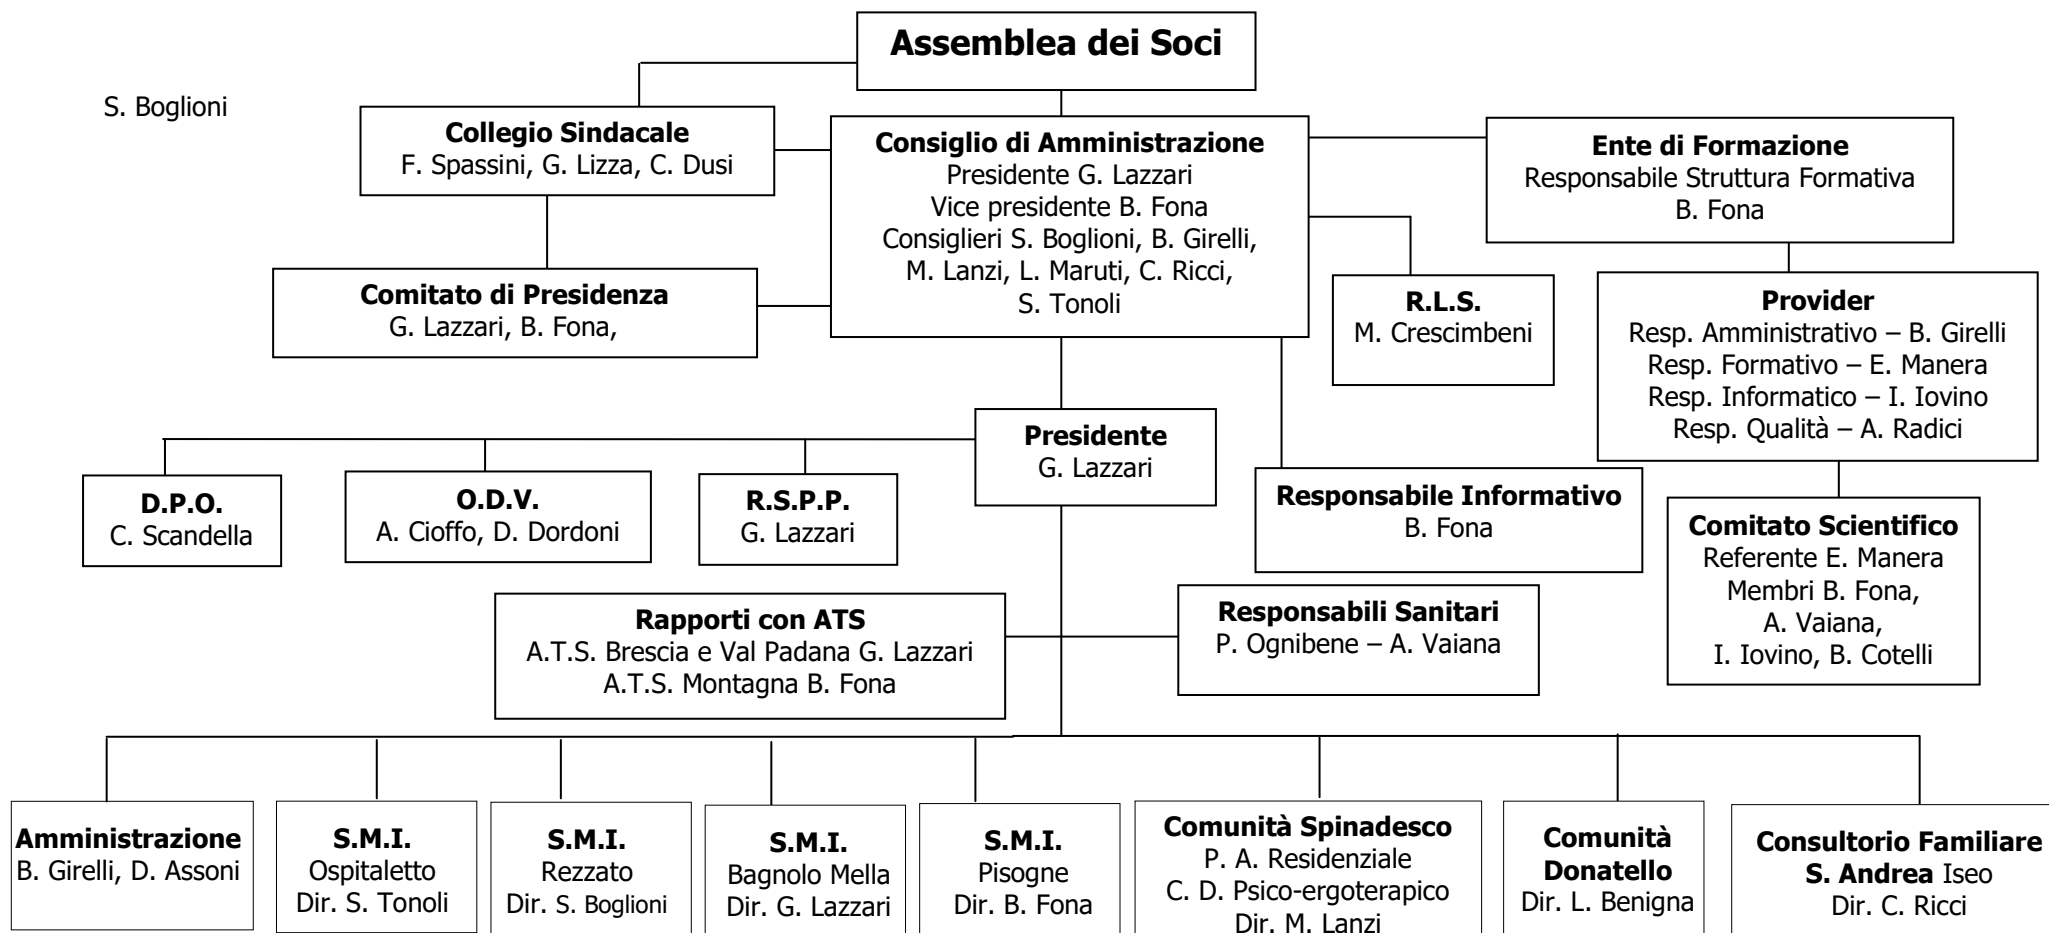 Assemblea dei Soci
S. Boglioni
Collegio Sindacale
F. Spassini, G. Lizza, C. Dusi
Consiglio di Amministrazione
Presidente G. Lazzari
Vice presidente B. Fona
Consiglieri S. Boglioni, B. Girelli,
M. Lanzi, L. Maruti, C. Ricci,
S. Tonoli
Ente di Formazione
Responsabile Struttura Formativa
B. Fona
Comitato di Presidenza
G. Lazzari, B. Fona,
R.L.S.
M. Crescimbeni
Provider
Resp. Amministrativo – B. Girelli
Resp. Formativo – E. Manera
Resp. Informatico – I. Iovino
Resp. Qualità – A. Radici
Presidente
G. Lazzari
D.P.O.
C. Scandella
O.D.V.
A. Cioffo, D. Dordoni
R.S.P.P.
G. Lazzari
Responsabile Informativo
B. Fona
Comitato Scientifico
Referente E. Manera
Membri B. Fona,
A. Vaiana,
I. Iovino, B. Cotelli
Rapporti con ATS
A.T.S. Brescia e Val Padana G. Lazzari
A.T.S. Montagna B. Fona
Responsabili Sanitari
P. Ognibene – A. Vaiana
Amministrazione
B. Girelli, D. Assoni
S.M.I.
Ospitaletto
Dir. S. Tonoli
S.M.I.
Rezzato
Dir. S. Boglioni
S.M.I.
Bagnolo Mella
Dir. G. Lazzari
S.M.I.
Pisogne
Dir. B. Fona
Comunità Spinadesco
P. A. Residenziale
C. D. Psico-ergoterapico
Dir. M. Lanzi
Comunità
Donatello
Dir. L. Benigna
Consultorio Familiare
S. Andrea Iseo
Dir. C. Ricci